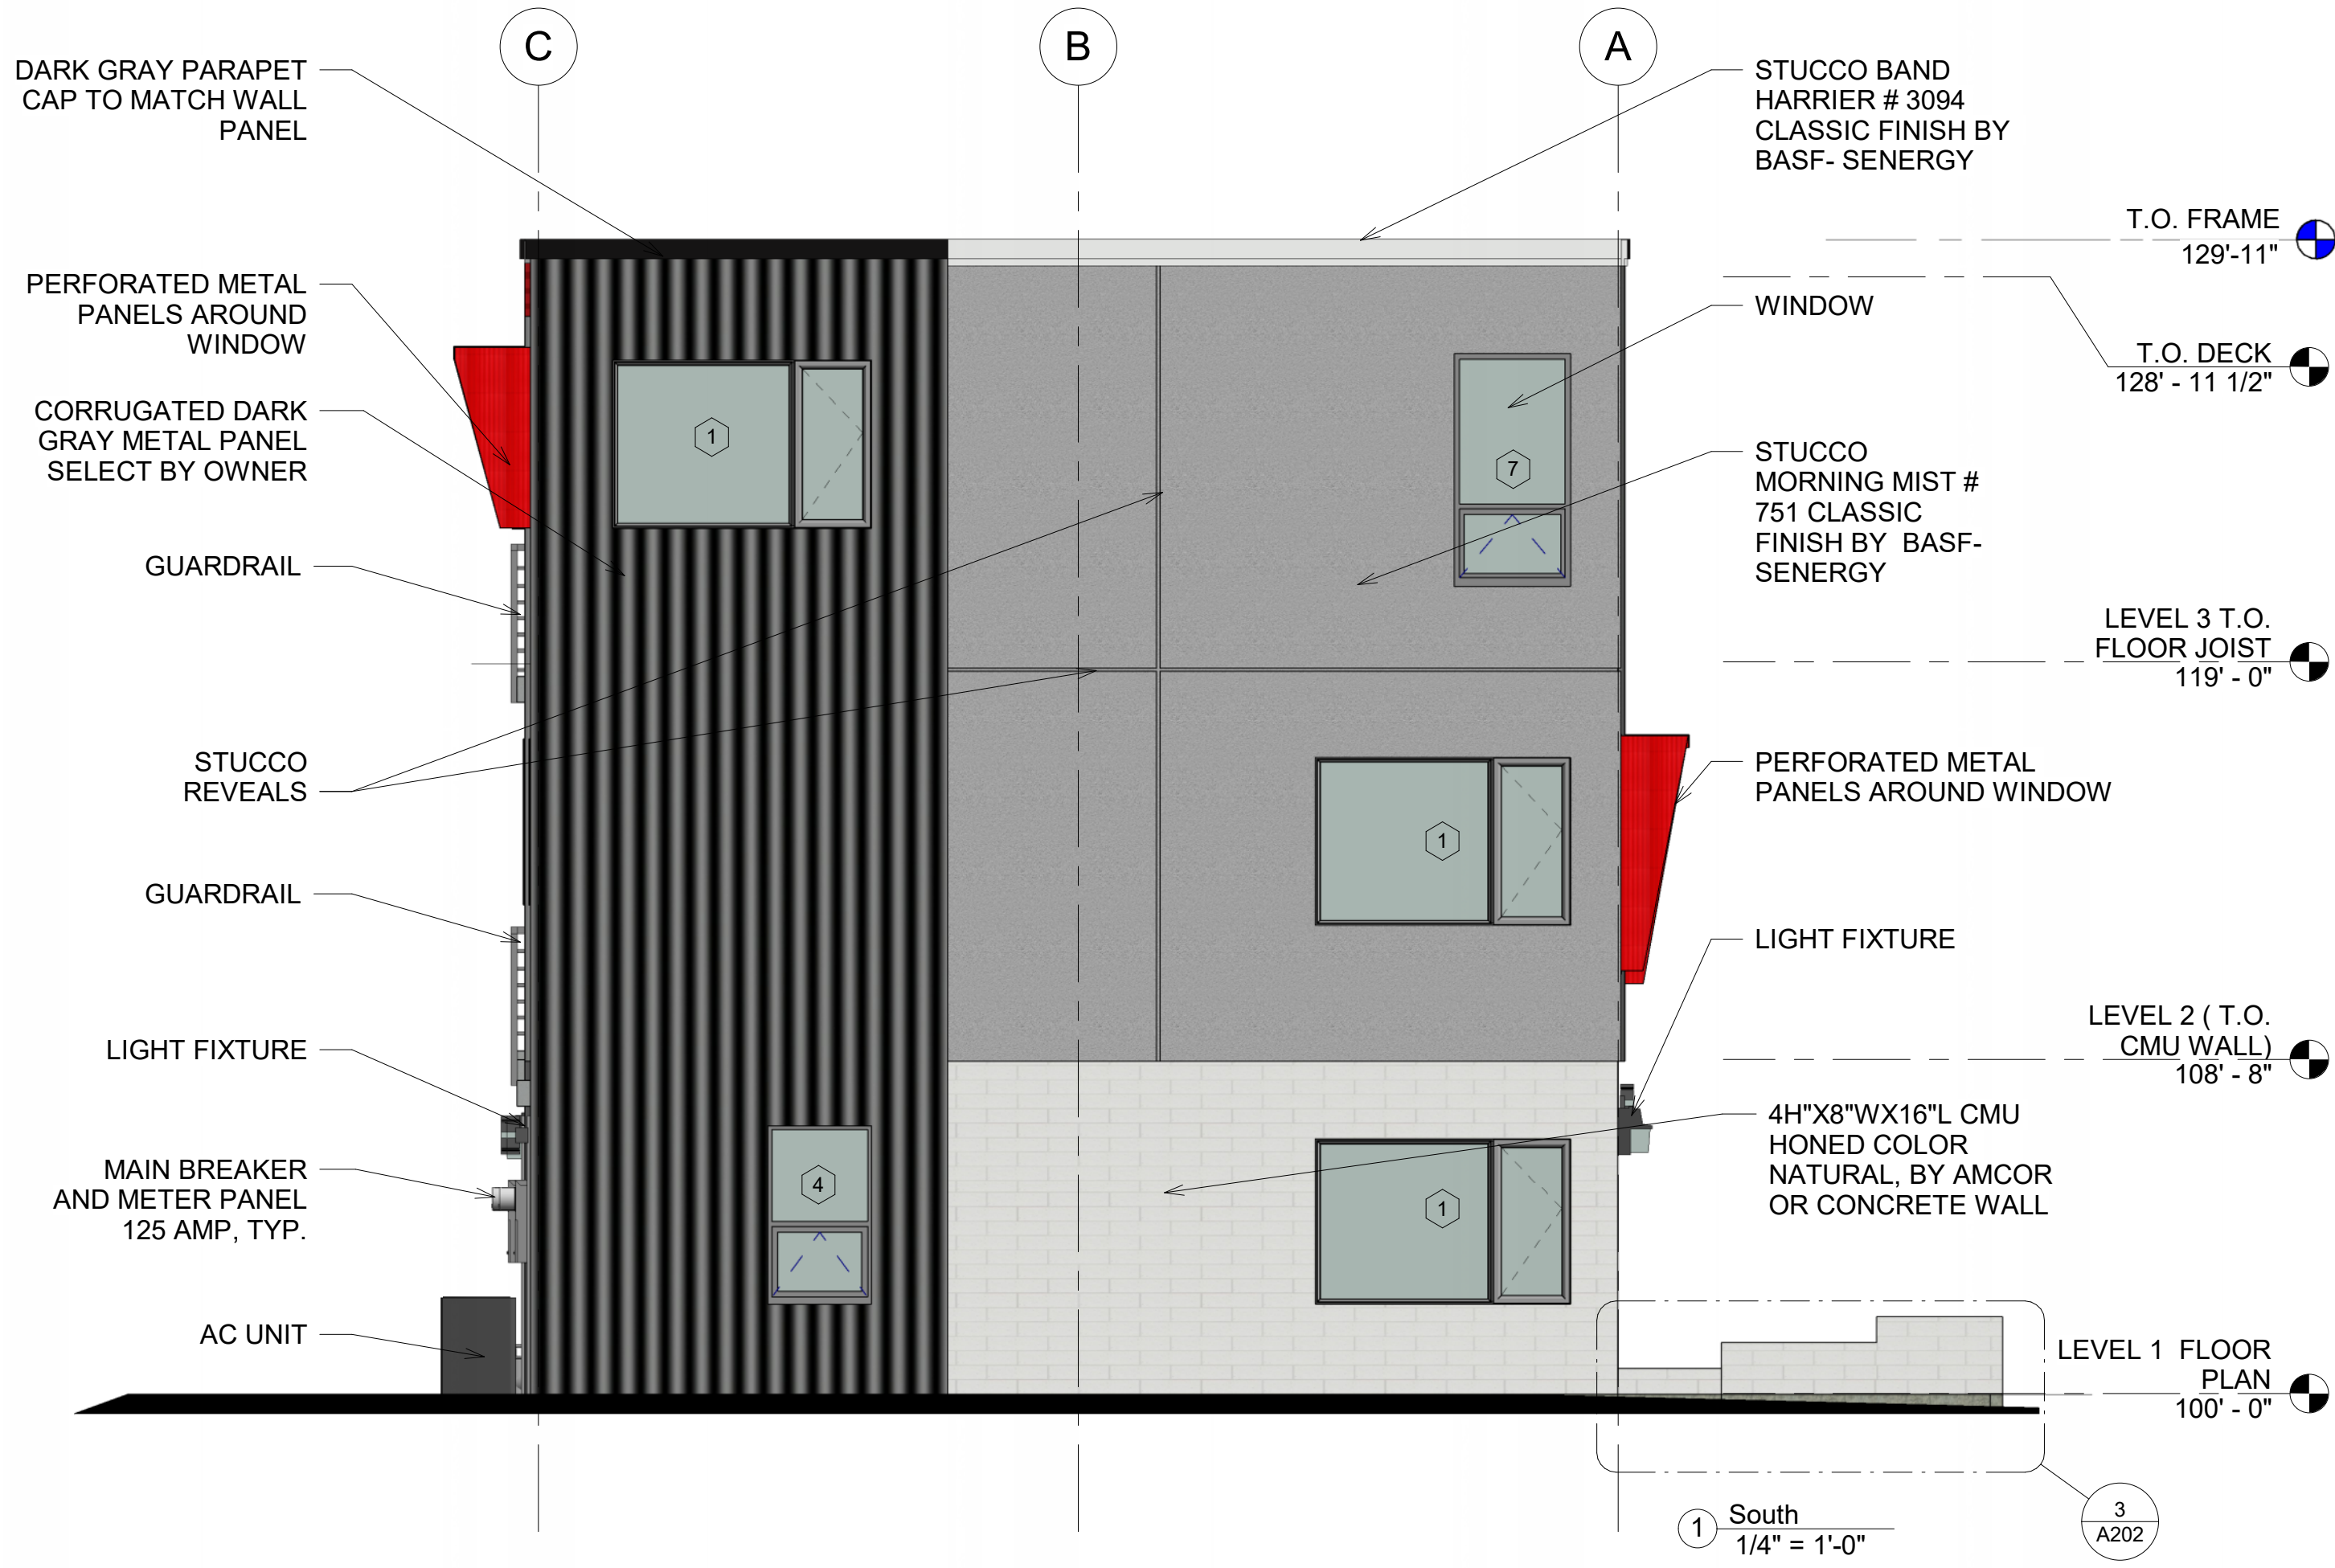 C
B
A
DARK GRAY PARAPET
CAP TO MATCH WALL
PANEL
PERFORATED METAL
PANELS AROUND
WINDOW
CORRUGATED DARK
GRAY METAL PANEL
SELECT BY OWNER
GUARDRAIL
STUCCO
REVEALS
GUARDRAIL
LIGHT FIXTURE
MAIN BREAKER
AND METER PANEL
125 AMP, TYP.
AC UNIT
1
7
1
4
1
STUCCO BAND
HARRIER # 3094
CLASSIC FINISH BY
BASF- SENERGY
WINDOW
STUCCO
MORNING MIST #
751 CLASSIC
FINISH BY BASF-
SENERGY
PERFORATED METAL
PANELS AROUND WINDOW
LIGHT FIXTURE
4H"X8"WX16"L CMU
HONED COLOR
NATURAL, BY AMCOR
OR CONCRETE WALL
T.O. FRAME
129'-11"
T.O. DECK
128' - 11 1/2"
LEVEL 3 T.O.
FLOOR JOIST
119' - 0"
LEVEL 2 ( T.O.
CMU WALL)
108' - 8"
LEVEL 1 FLOOR
PLAN
100' - 0"
1
South
1/4" = 1'-0"
3
A202